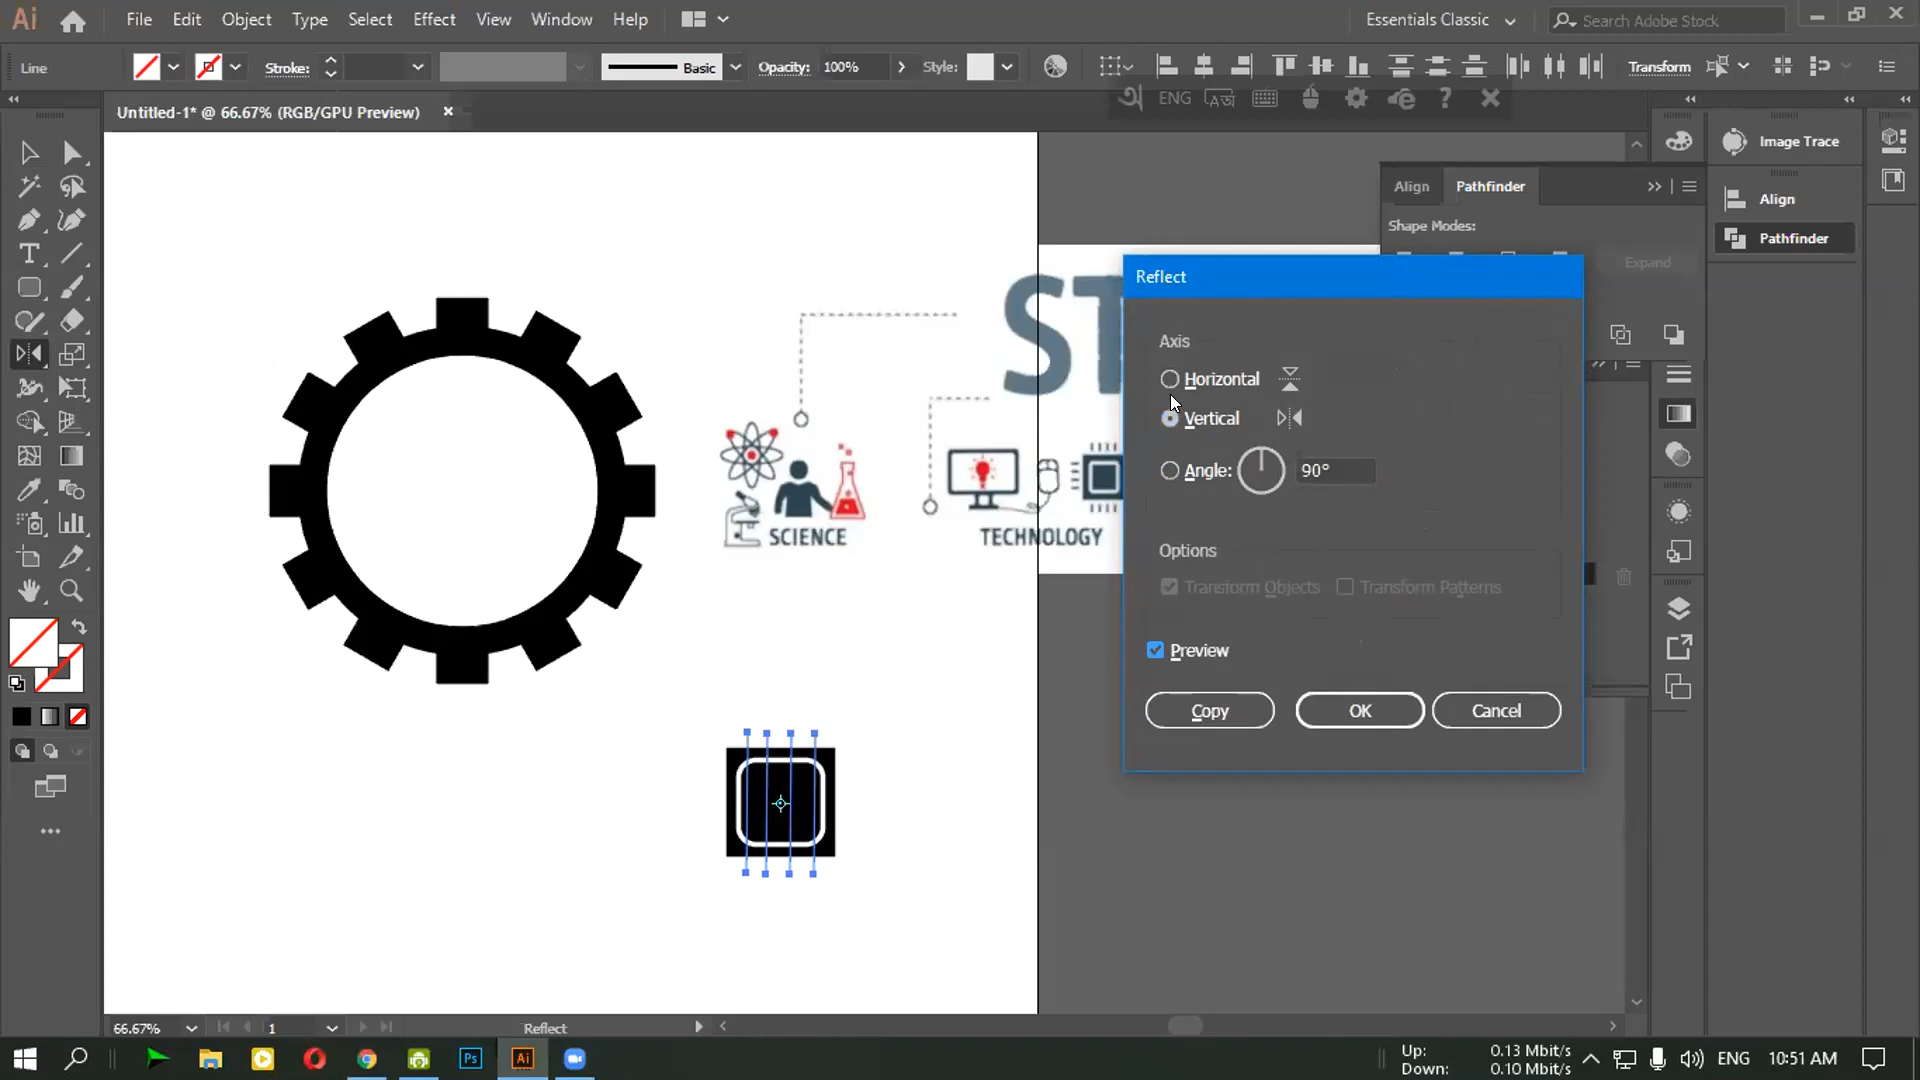 Ai File Edit Object Type Select Effect View Window Help Essentials Classic Search Adobe Stock
Line Stroke: Basic Opacity: 100% Style: Transform
Untitled-1* @ 66.67% (RGB/GPU Preview)
অ ENG
Image Trace
Align Pathfinder
Align
Shape Modes:
Pathfinder
Expand
ST
Reflect
Axis
Horizontal
Vertical
Angle: 90°
SCIENCE
TECHNOLOGY
Options
Transform Objects Transform Patterns
Preview
Copy OK Cancel
66.67% 1 Reflect
Ps Ai
Up: 0.13 Mbit/s
Down: 0.10 Mbit/s
ENG 10:51 AM